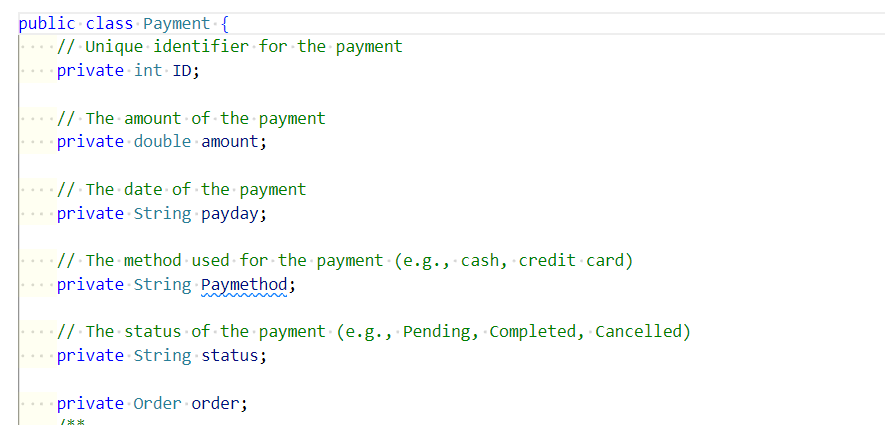 public class Payment {
// Unique identifier for the payment
private int ID;
// The amount of the payment
private double amount;
// The date of the payment
private String payday;
// The method used for the payment (e.g., cash, credit card)
private String Paymethod;
// The status of the payment (e.g., Pending, Completed, Cancelled)
private String status;
private Order order;
/**